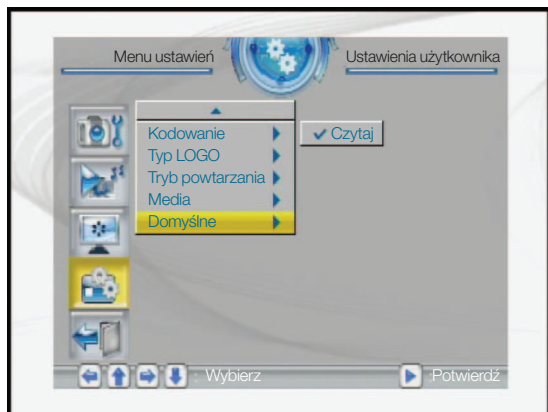 Menu ustawień
Ustawienia użytkownika
Kodowanie
Czytaj
Typ LOGO
Tryb powtarzania
Media
Domyślne
: Wybierz
:Potwierdź